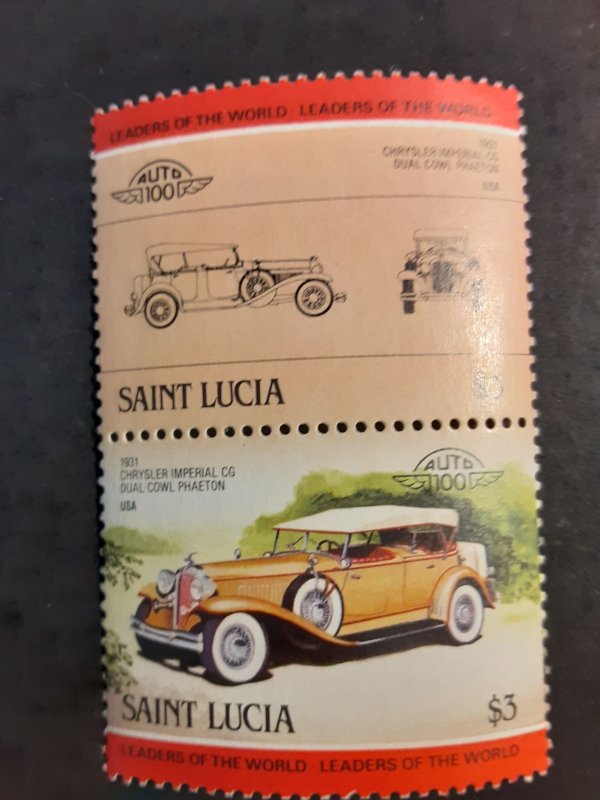 LEADERS OF THE WORLD · LEADERS OF THE WORLD
AUTO
100
1931
CHRYSLER IMPERIAL CG
DUAL COWL PHAETON
USA
SAINT LUCIA
$3
1931
CHRYSLER IMPERIAL CG
DUAL COWL PHAETON
USA
AUTO
100
SAINT LUCIA
$3
LEADERS OF THE WORLD · LEADERS OF THE WORLD